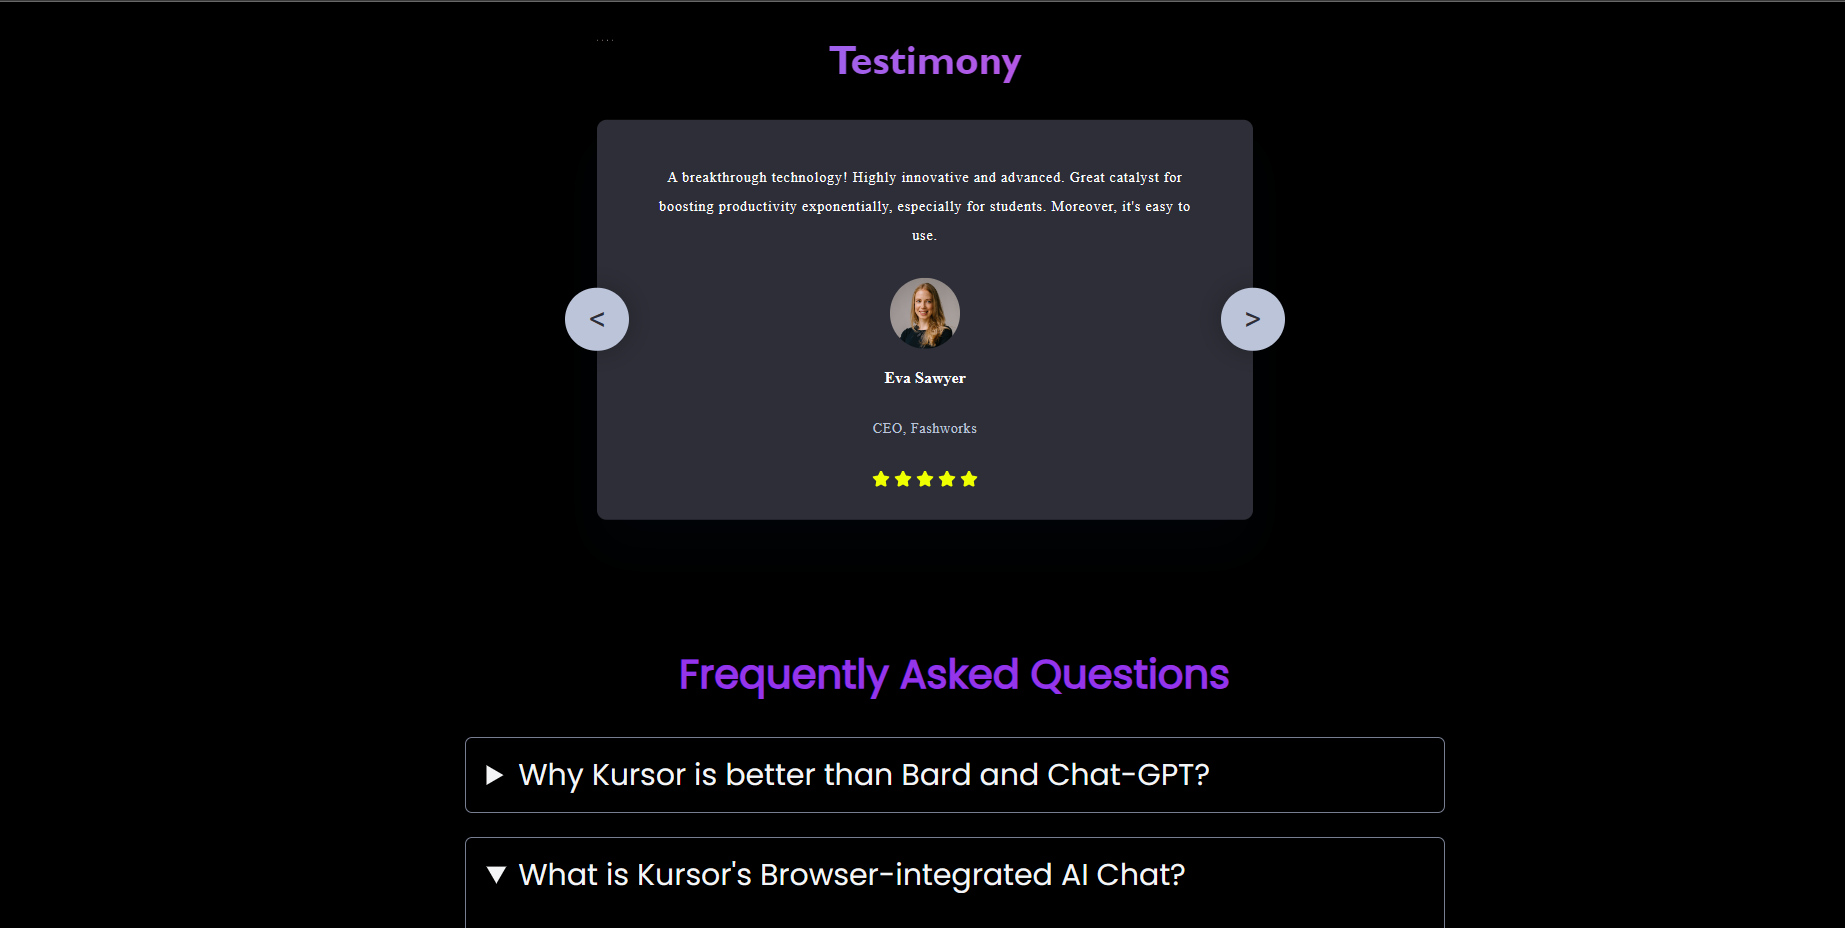 ....
Testimony
A breakthrough technology! Highly innovative and advanced. Great catalyst for
boosting productivity exponentially, especially for students. Moreover, it's easy to
use.
< >
Eva Sawyer
CEO, Fashworks
Frequently Asked Questions
Why Kursor is better than Bard and Chat-GPT?
What is Kursor's Browser-integrated AI Chat?